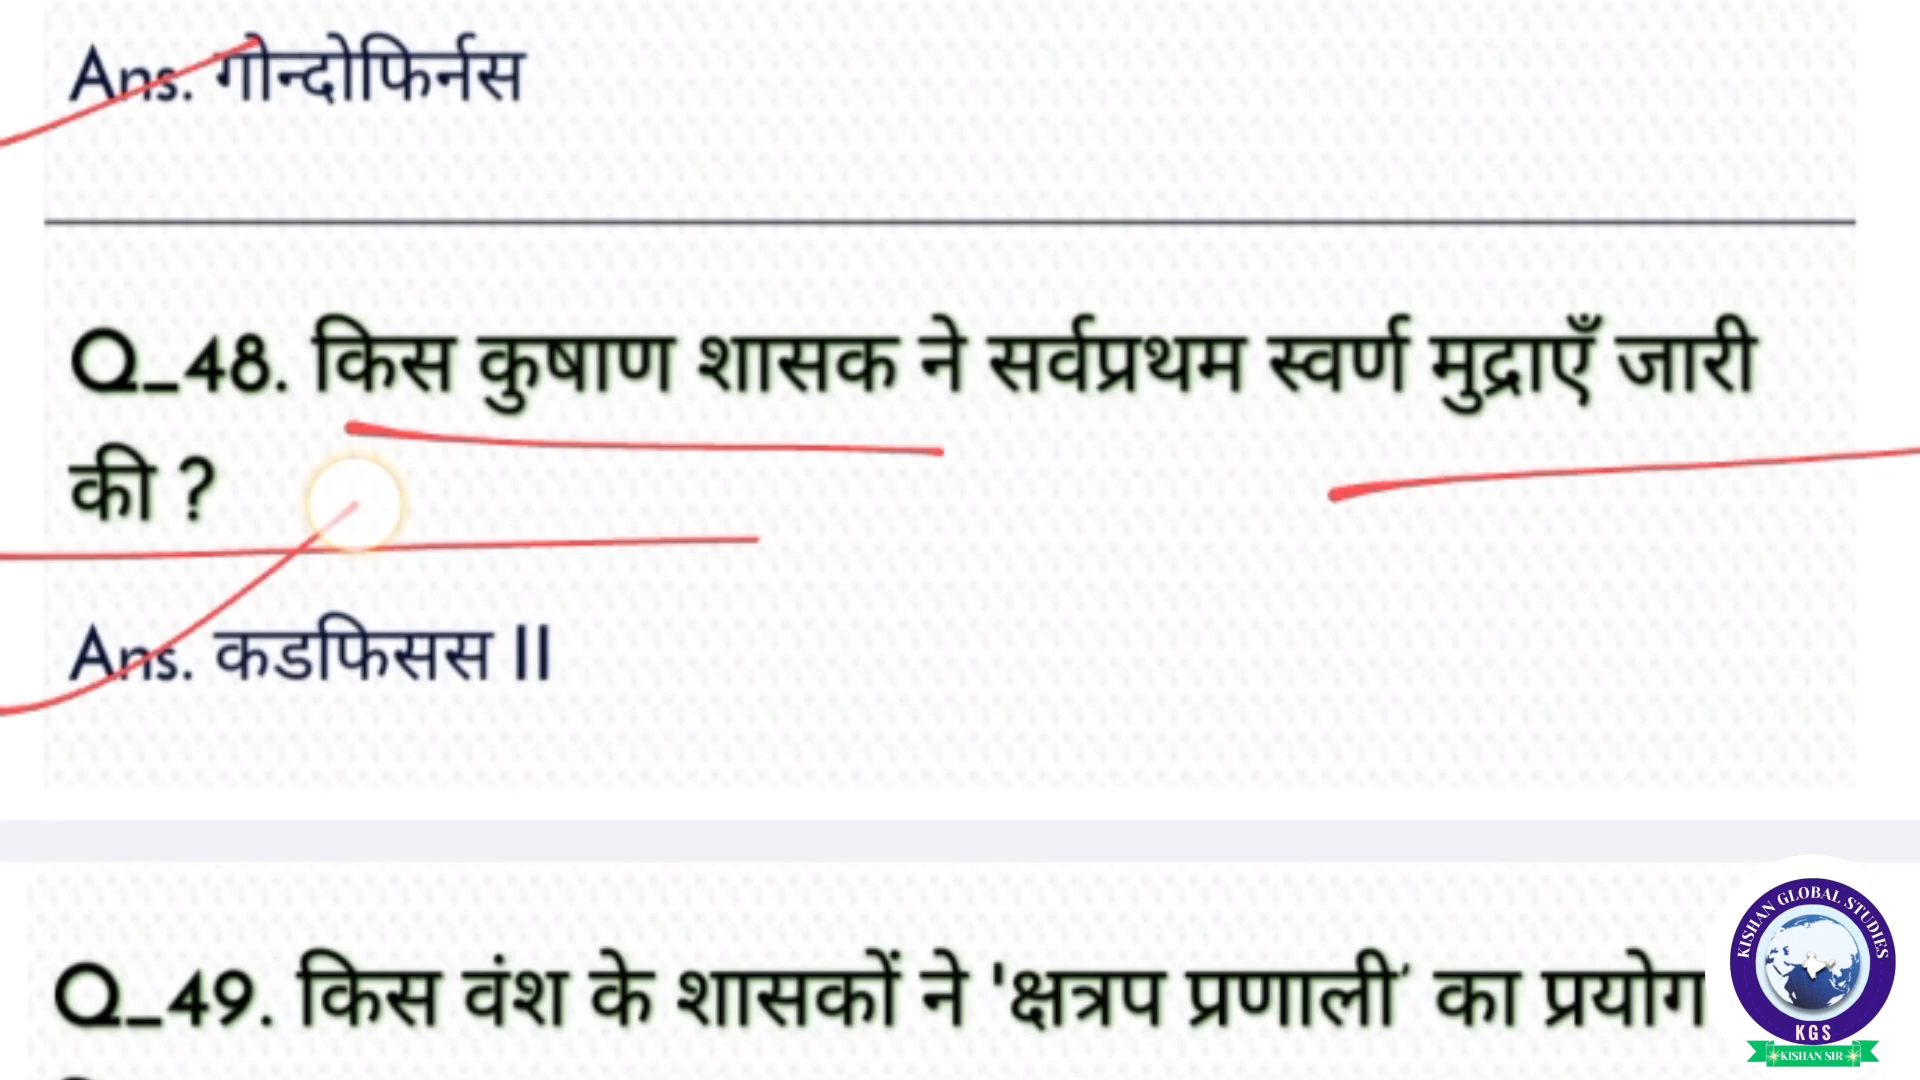 Ans. गोन्दोफिर्नस
Q_48. किस कुषाण शासक ने सर्वप्रथम स्वर्ण मुद्राएँ जारी
की ?
Ans. कडफिसस II
Q_49. किस वंश के शासकों ने 'क्षत्रप प्रणाली' का प्रयोग
KISHAN GLOBAL STUDIES
KGS
KISHAN SIR